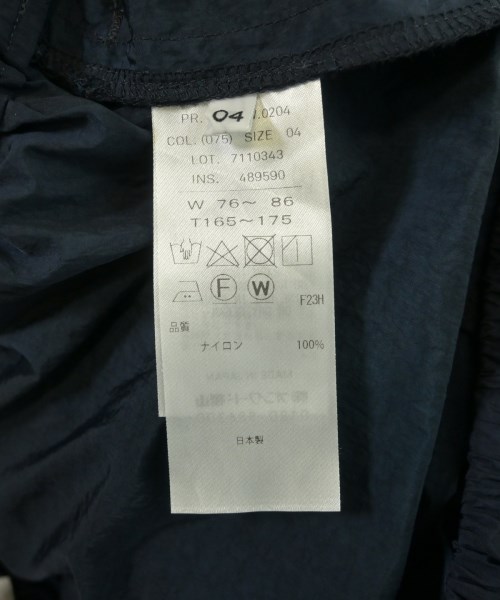 PR. 04 .0204
COL. (075) SIZE 04
LOT. 7110343
INS. 489590
W 76～ 86
T165～175
F W
F23H
品質
ナイロン 100%
日本製